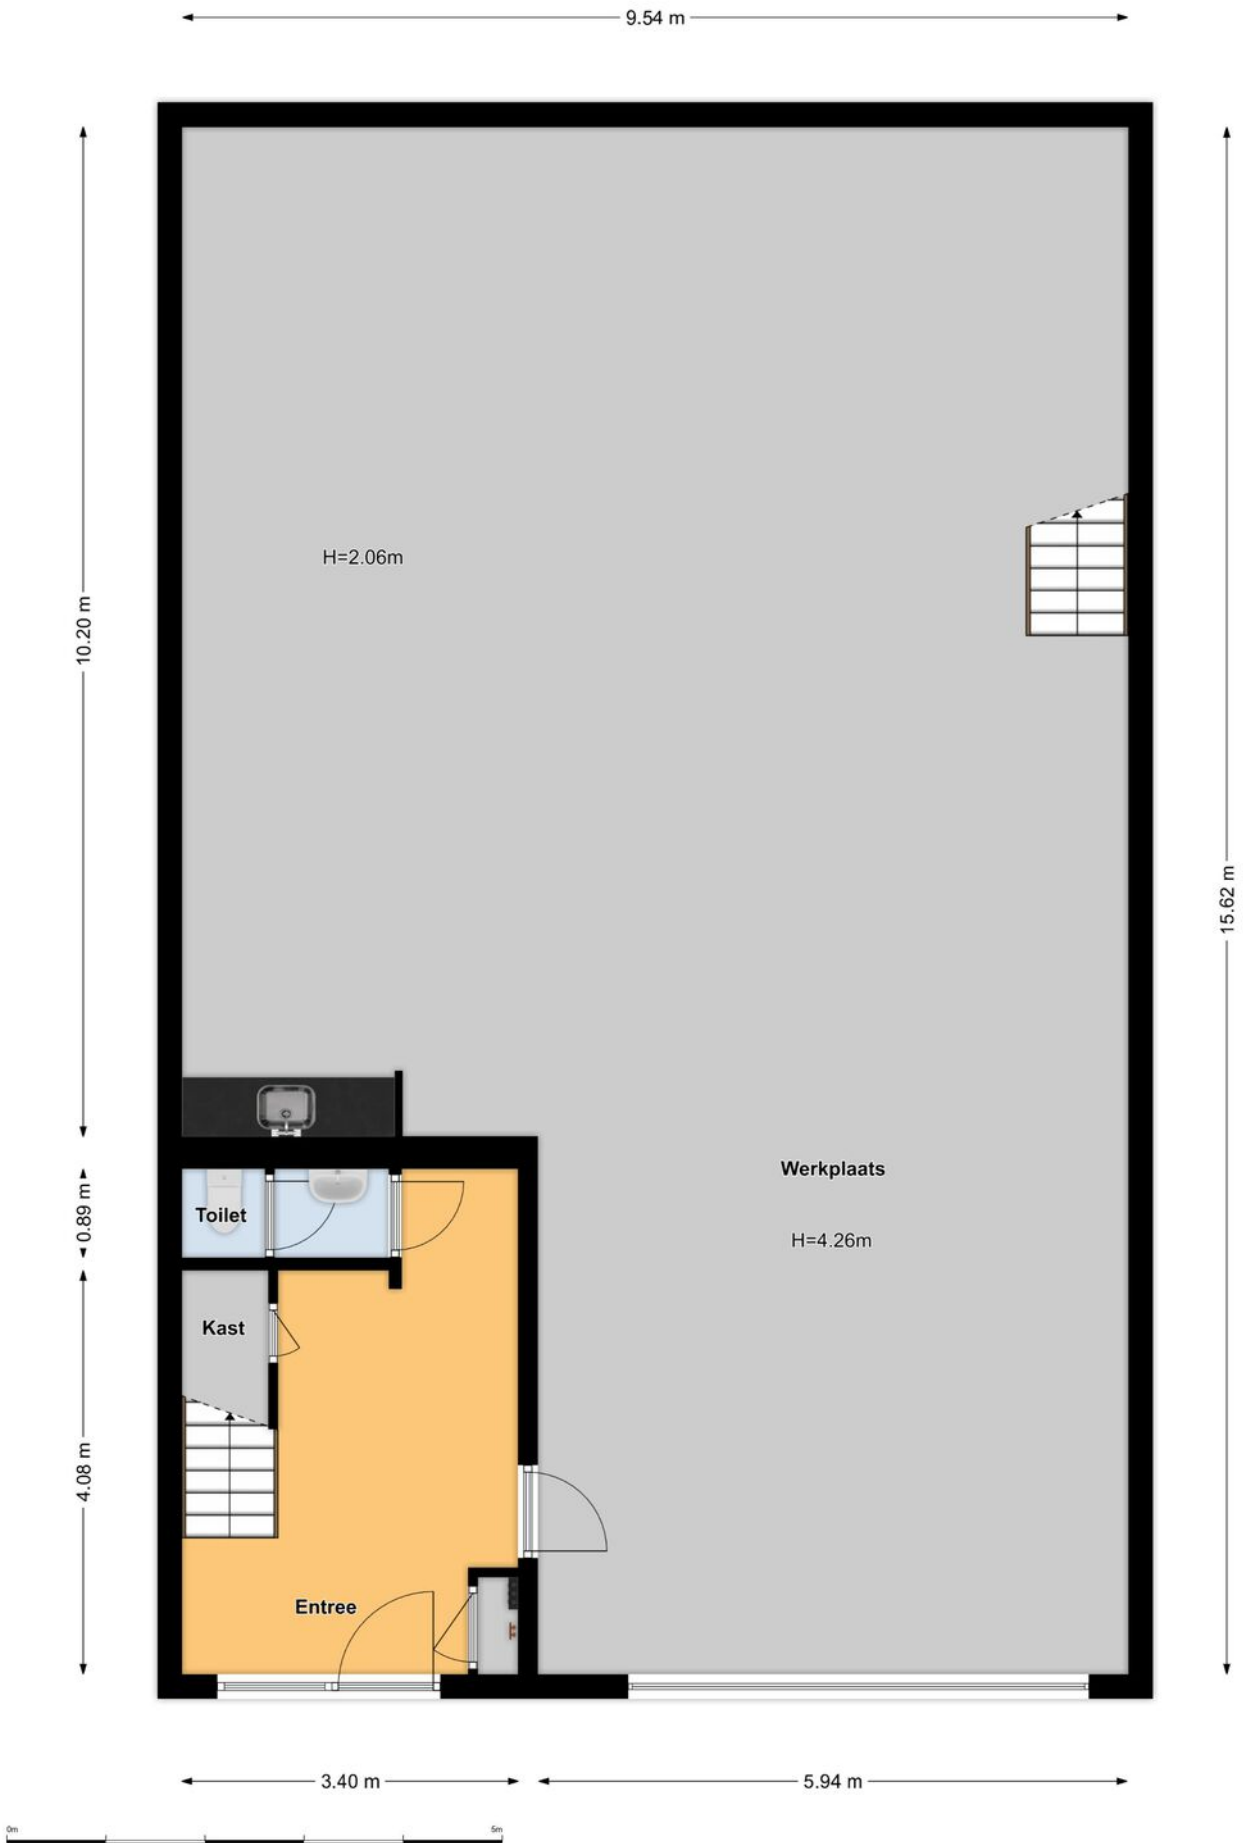 9.54 m
H=2.06m
10.20 m
15.62 m
Werkplaats
0.89 m
Toilet
H=4.26m
Kast
4.08 m
Entree
3.40 m
5.94 m
0m
5m